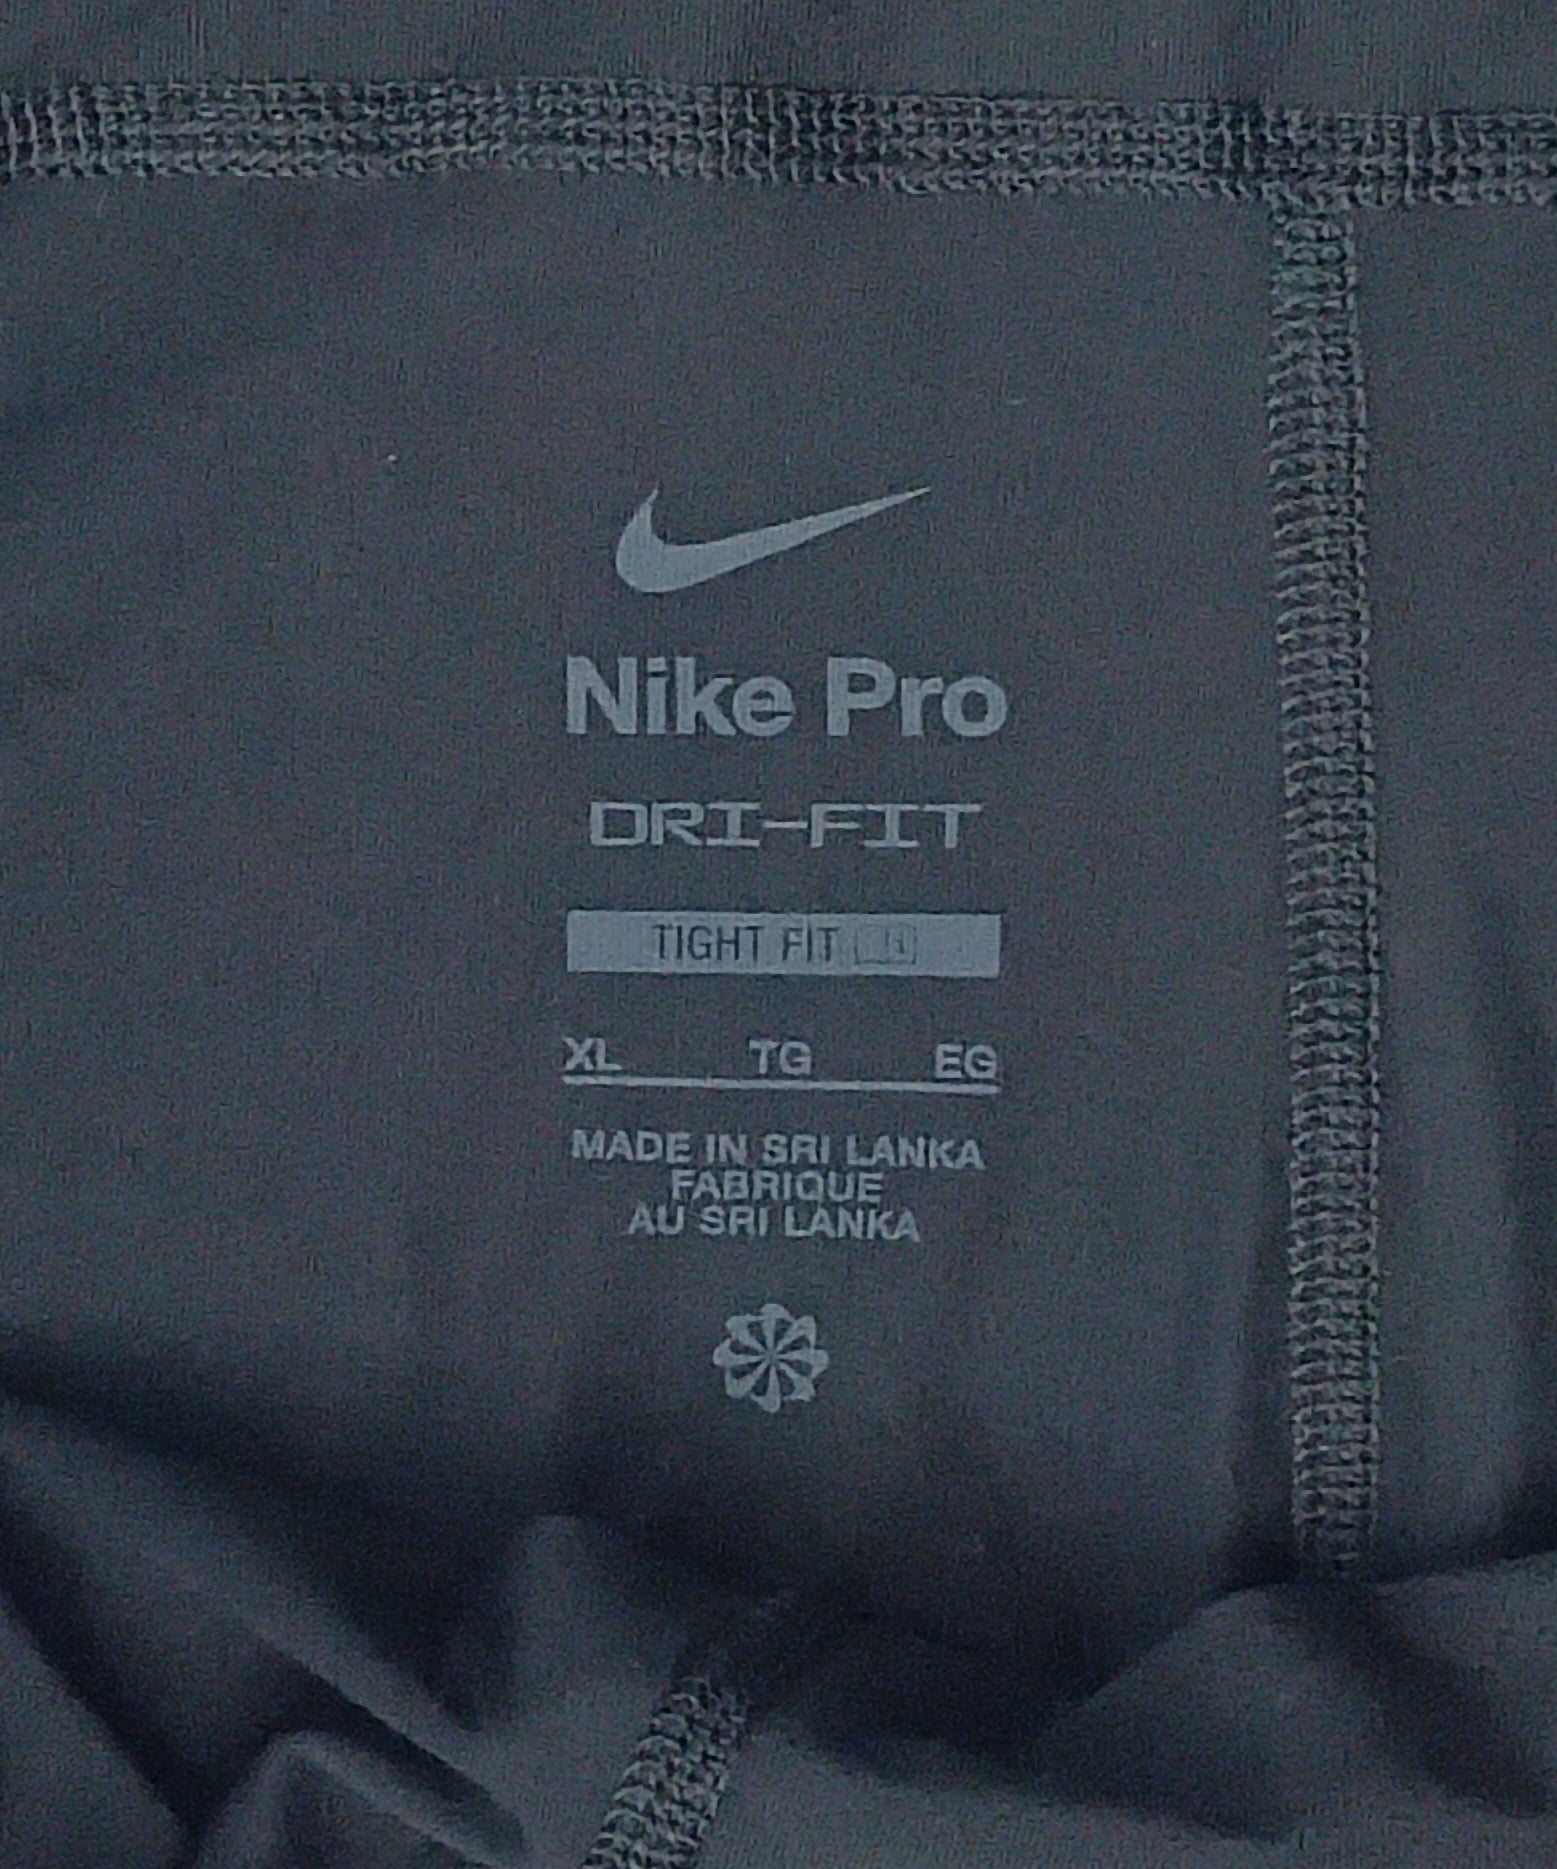 Nike Pro
DRI-FIT
TIGHT FIT
XL TG EG
MADE IN SRI LANKA
FABRIQUE
AU SRI LANKA